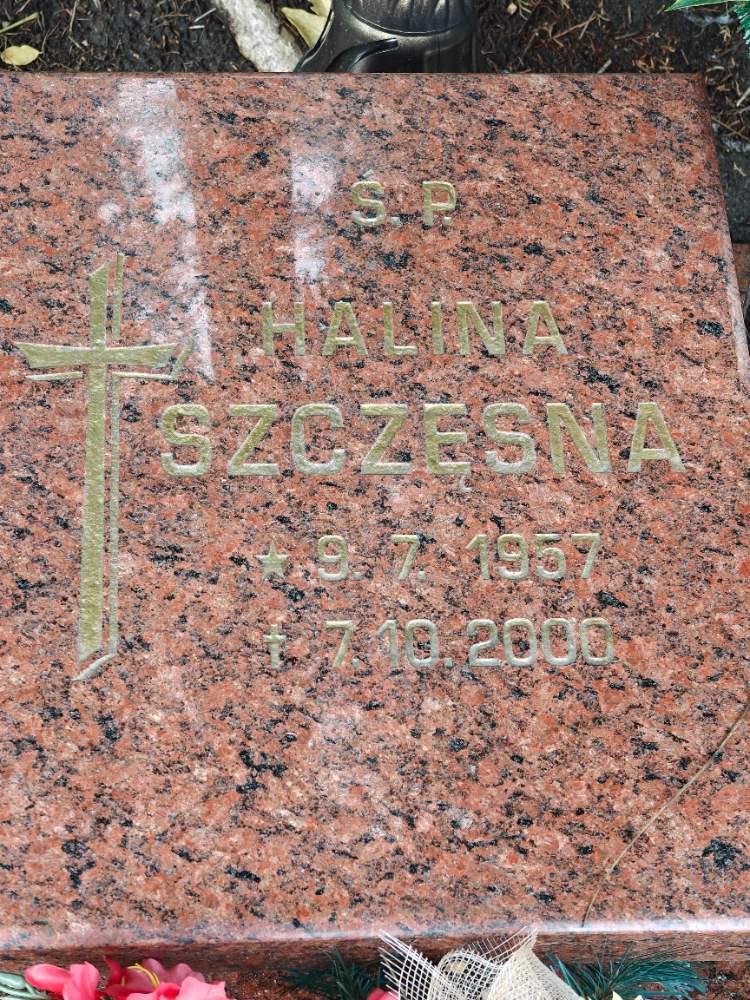 Ś. P.
HALINA
SZCZĘSNA
★ 9. 7. 1957
✝ 7. 10. 2000